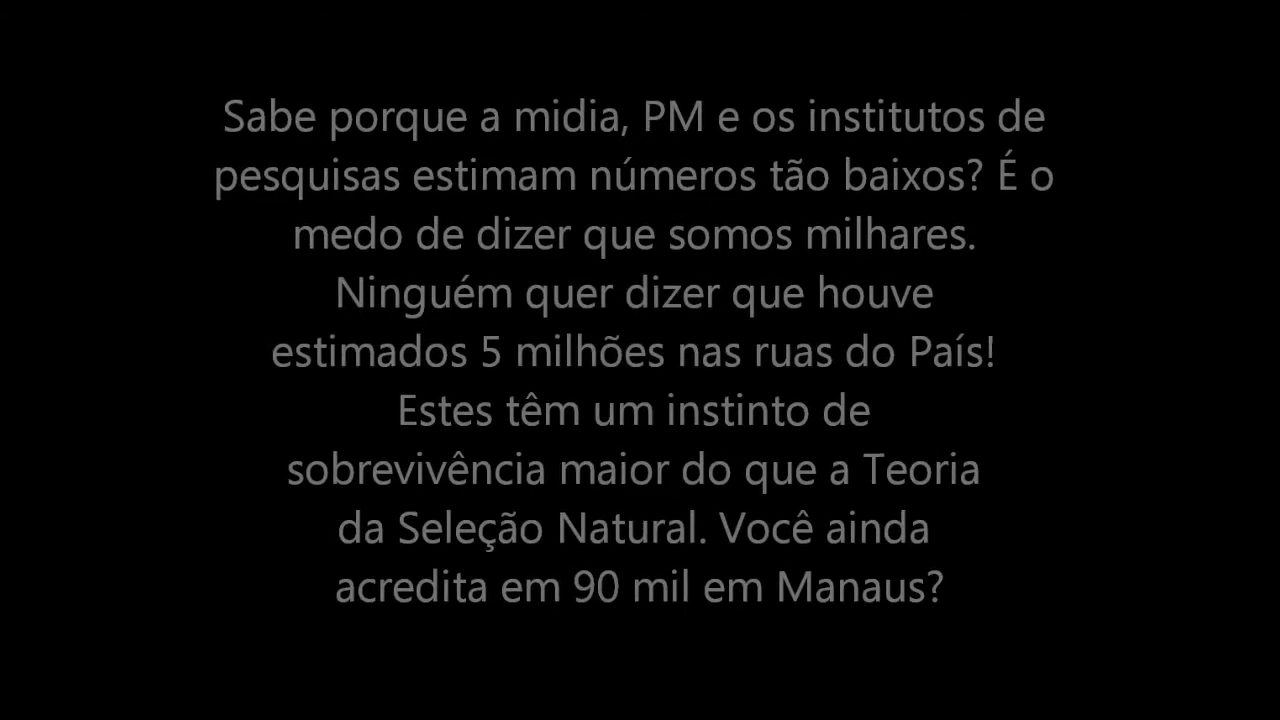 Sabe porque a midia, PM e os institutos de
pesquisas estimam números tão baixos? É o
medo de dizer que somos milhares.
Ninguém quer dizer que houve
estimados 5 milhões nas ruas do País!
Estes têm um instinto de
sobrevivência maior do que a Teoria
da Seleção Natural. Você ainda
acredita em 90 mil em Manaus?